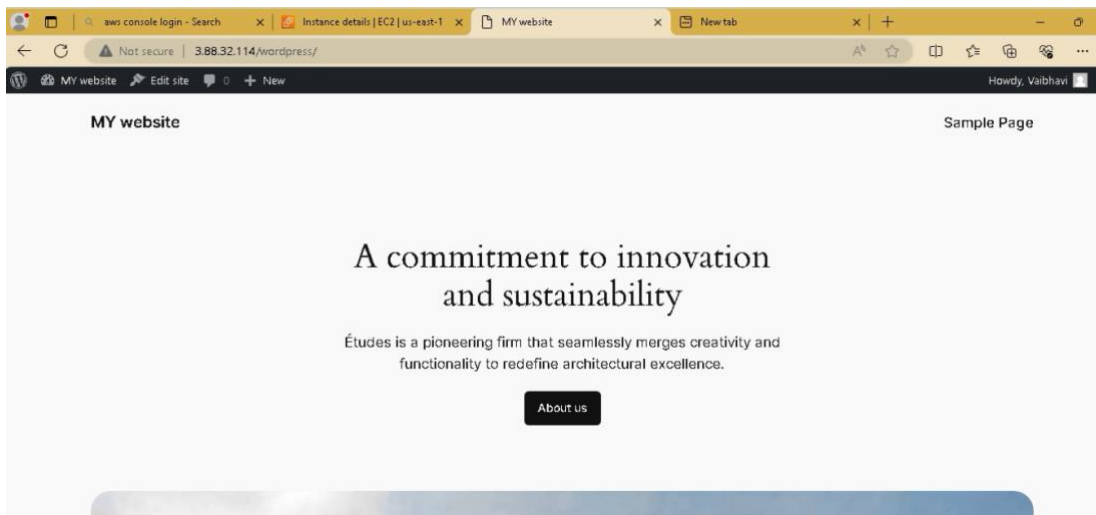 aws console login - Search
Instance details | EC2 | us-east-1
MY website
New tab
Not secure | 3.88.32.114/wordpress/
MY website Edit site 0 + New Howdy, Vaibhavi
MY website Sample Page
A commitment to innovation
and sustainability
Études is a pioneering firm that seamlessly merges creativity and
functionality to redefine architectural excellence.
About us